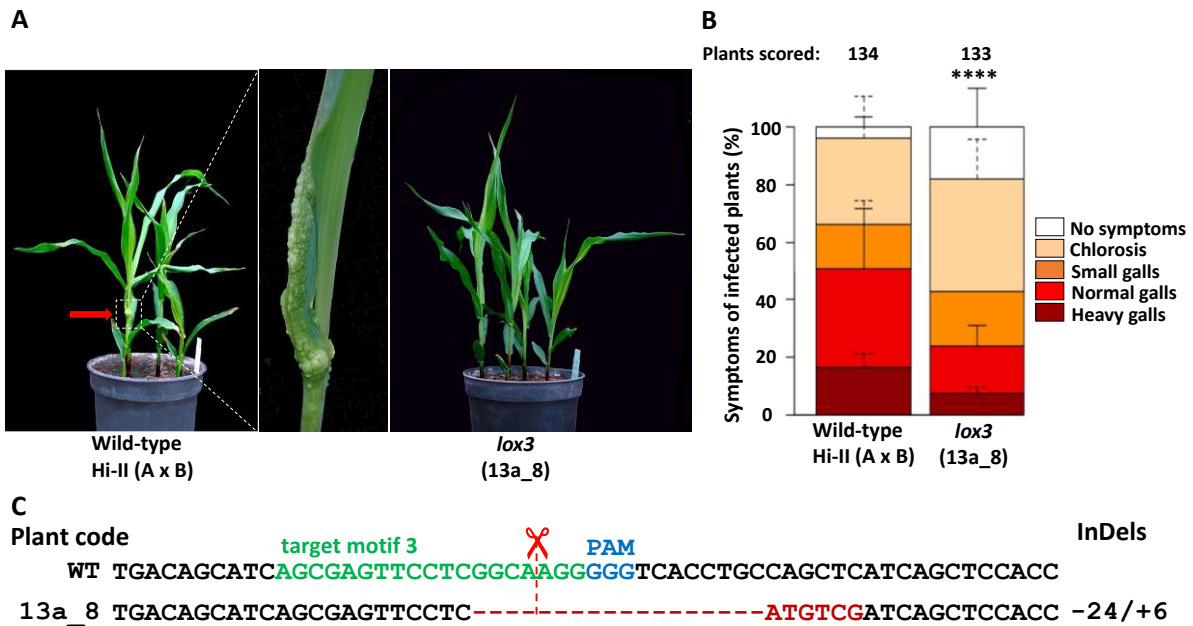 A
B
Plants scored: 134 133
****
Symptoms of infected plants (%)
100
80
60
40
20
0
No symptoms
Chlorosis
Small galls
Normal galls
Heavy galls
Wild-type
Hi-II (A x B)
lox3
(13a_8)
Wild-type
Hi-II (A x B)
lox3
(13a_8)
C
Plant code
target motif 3
PAM
InDels
WT TGACAGCATCAGCGAGTTCCTCGGCAAGGGGGTCACCTGCCAGCTCATCAGCTCCACC
13a_8 TGACAGCATCAGCGAGTTCCTC------------------ATGTCGATCAGCTCCACC -24/+6